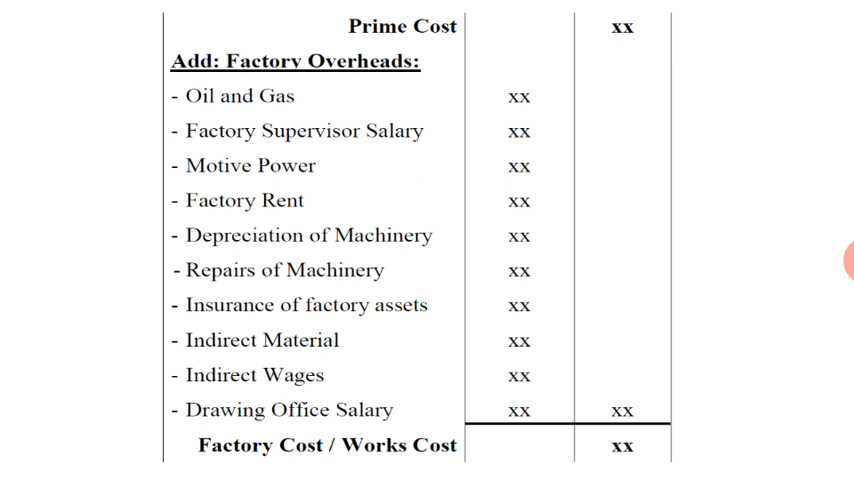 Prime Cost xx
Add: Factory Overheads:
- Oil and Gas xx
- Factory Supervisor Salary xx
- Motive Power xx
- Factory Rent xx
- Depreciation of Machinery xx
- Repairs of Machinery xx
- Insurance of factory assets xx
- Indirect Material xx
- Indirect Wages xx
- Drawing Office Salary xx xx
Factory Cost / Works Cost xx